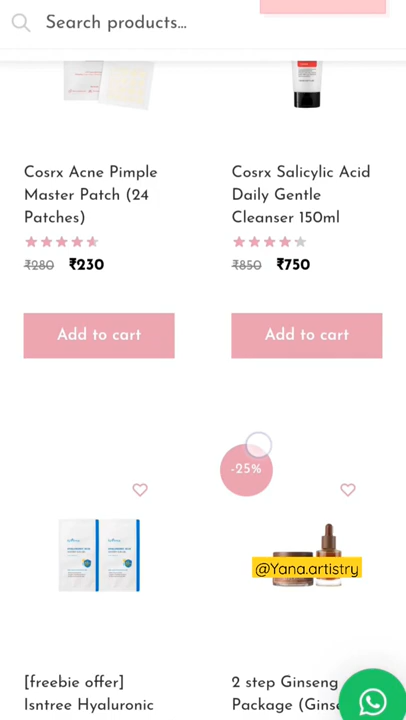 Search products...
Cosrx Acne Pimple
Master Patch (24
Patches)
₹280 ₹230
Add to cart
Cosrx Salicylic Acid
Daily Gentle
Cleanser 150ml
₹850 ₹750
Add to cart
-25%
@Yana.artistry
[freebie offer]
Isntree Hyaluronic
2 step Ginseng
Package (Ginse